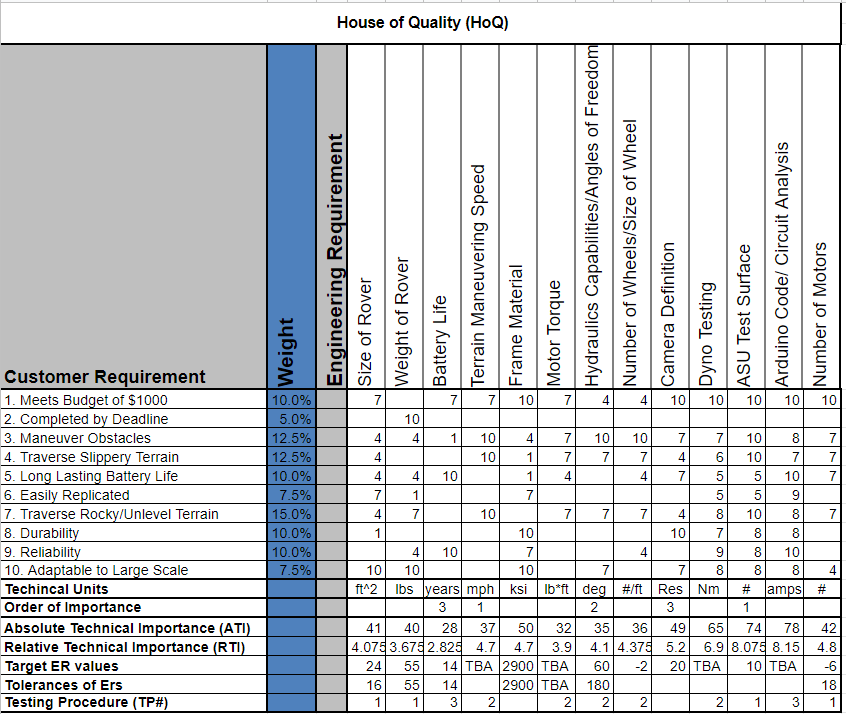 House of Quality (HoQ)
Customer Requirement
Weight
Engineering Requirement
Size of Rover
Weight of Rover
Battery Life
Terrain Maneuvering Speed
Frame Material
Motor Torque
Hydraulics Capabilities/Angles of Freedom
Number of Wheels/Size of Wheel
Camera Definition
Dyno Testing
ASU Test Surface
Arduino Code/ Circuit Analysis
Number of Motors
1. Meets Budget of $1000 10.0% 7 7 7 10 7 4 4 10 10 10 10 10
2. Completed by Deadline 5.0% 10
3. Maneuver Obstacles 12.5% 4 4 1 10 4 7 10 10 7 7 10 8 7
4. Traverse Slippery Terrain 12.5% 4 10 1 7 7 7 4 6 10 7 7
5. Long Lasting Battery Life 10.0% 4 4 10 1 4 4 7 5 5 10 7
6. Easily Replicated 7.5% 7 1 7 5 5 9
7. Traverse Rocky/Unlevel Terrain 15.0% 4 7 10 7 7 7 4 8 10 8 7
8. Durability 10.0% 1 10 10 7 8 8
9. Reliability 10.0% 4 10 7 4 9 8 10
10. Adaptable to Large Scale 7.5% 10 10 10 7 7 8 8 8 4
Techincal Units ft^2 lbs years mph ksi lb*ft deg #/ft Res Nm # amps #
Order of Importance 3 1 2 3 1
Absolute Technical Importance (ATI) 41 40 28 37 50 32 35 36 49 65 74 78 42
Relative Technical Importance (RTI) 4.075 3.675 2.825 4.7 4.7 3.9 4.1 4.375 5.2 6.9 8.075 8.15 4.8
Target ER values 24 55 14 TBA 2900 TBA 60 -2 20 TBA 10 TBA -6
Tolerances of Ers 16 55 14 2900 TBA 180 18
Testing Procedure (TP#) 1 1 3 2 2 2 2 2 1 3 1